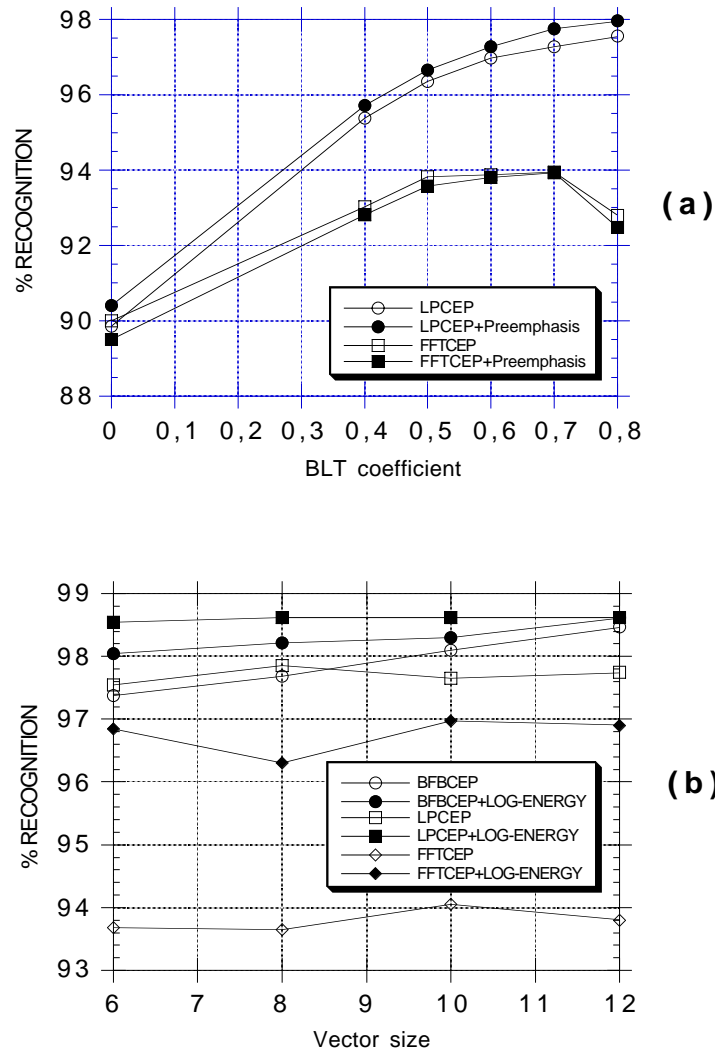 98
96
94
92
90
88
% RECOGNITION
LPCEP
LPCEP+Preemphasis
FFTCEP
FFTCEP+Preemphasis
0 0,1 0,2 0,3 0,4 0,5 0,6 0,7 0,8
BLT coefficient
(a)
99
98
97
96
95
94
93
% RECOGNITION
BFBCEP
BFBCEP+LOG-ENERGY
LPCEP
LPCEP+LOG-ENERGY
FFTCEP
FFTCEP+LOG-ENERGY
6 7 8 9 10 11 12
Vector size
(b)